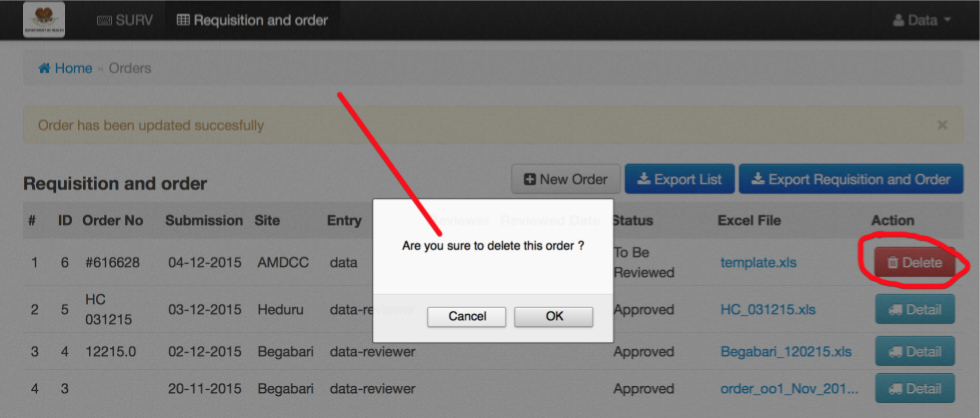 SURV Requisition and order Data
Home » Orders
Order has been updated succesfully ×
Requisition and order New Order Export List Export Requisition and Order
# ID Order No Submission Site Entry Reviewer Reviewed Date Status Excel File Action
Are you sure to delete this order ?
1 6 #616628 04-12-2015 AMDCC data To Be Reviewed template.xls Delete
Cancel OK
2 5 HC 031215 03-12-2015 Heduru Approved HC_031215.xls Detail
3 4 12215.0 02-12-2015 Begabari data-reviewer Approved Begabari_120215.xls Detail
4 3 20-11-2015 Begabari data-reviewer Approved order_oo1_Nov_201... Detail